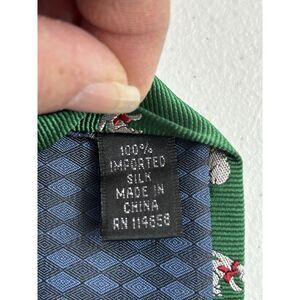 100%
IMPORTED
SILK
MADE IN
CHINA
RN 114658